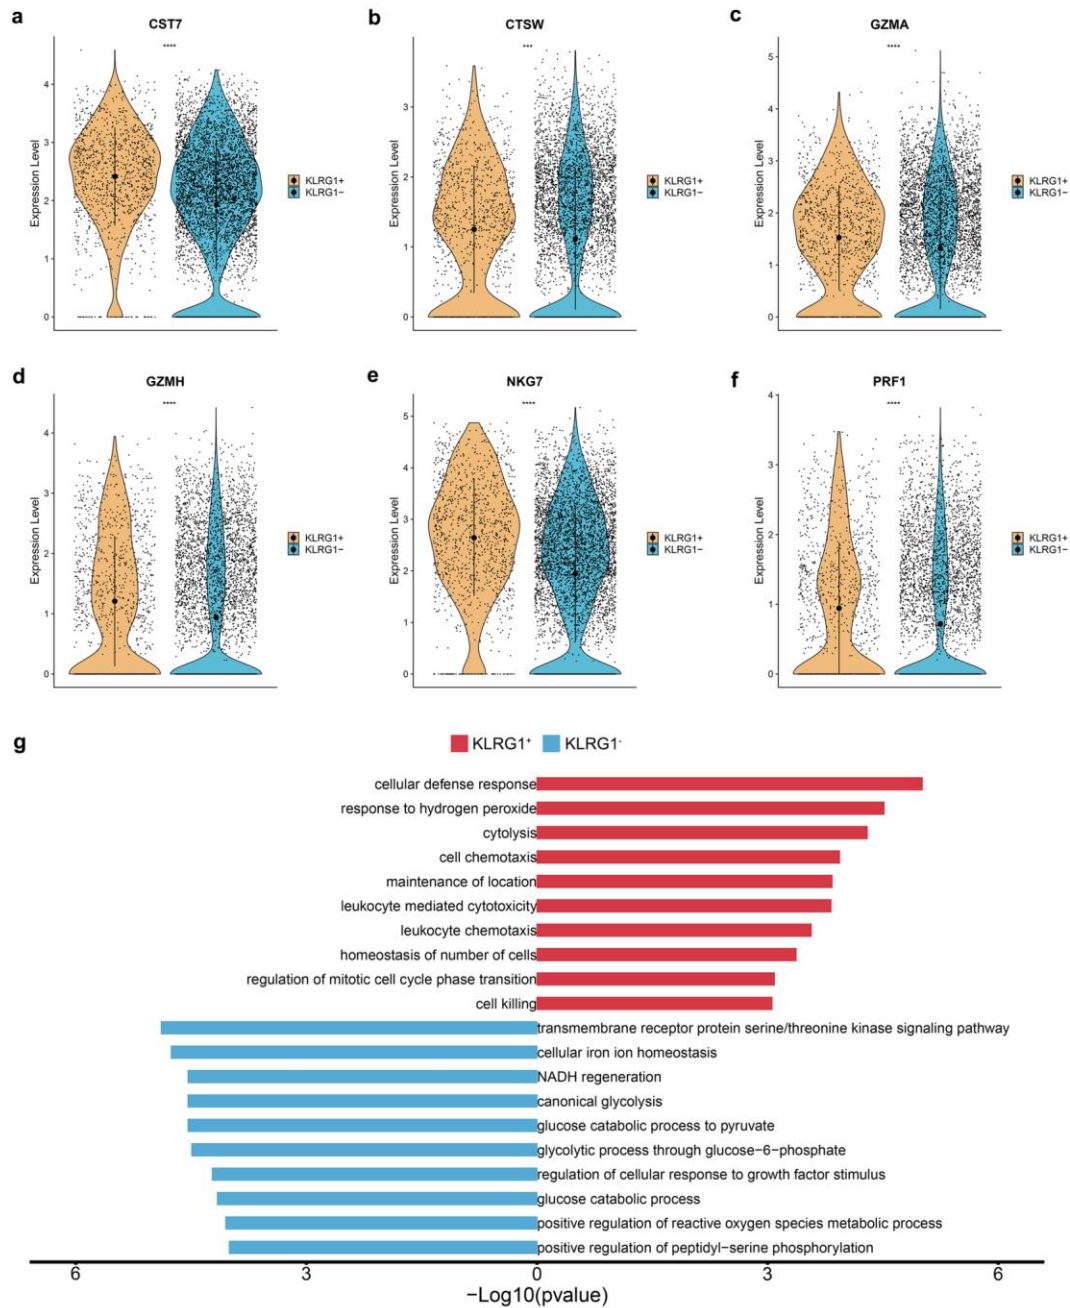 a
CST7
****
Expression Level
4
3
2
1
0
KLRG1+
KLRG1−
b
CTSW
***
3
2
1
0
KLRG1+
KLRG1−
c
GZMA
****
Expression Level
5
4
3
2
1
0
KLRG1+
KLRG1−
d
GZMH
****
Expression Level
4
3
2
1
0
KLRG1+
KLRG1−
e
NKG7
****
Expression Level
5
4
3
2
1
0
KLRG1+
KLRG1−
f
PRF1
****
Expression Level
4
3
2
1
0
KLRG1+
KLRG1−
g
KLRG1⁺ KLRG1⁻
cellular defense response
response to hydrogen peroxide
cytolysis
cell chemotaxis
maintenance of location
leukocyte mediated cytotoxicity
leukocyte chemotaxis
homeostasis of number of cells
regulation of mitotic cell cycle phase transition
cell killing
transmembrane receptor protein serine/threonine kinase signaling pathway
cellular iron ion homeostasis
NADH regeneration
canonical glycolysis
glucose catabolic process to pyruvate
glycolytic process through glucose−6−phosphate
regulation of cellular response to growth factor stimulus
glucose catabolic process
positive regulation of reactive oxygen species metabolic process
positive regulation of peptidyl−serine phosphorylation
6 3 0 3 6
−Log10(pvalue)